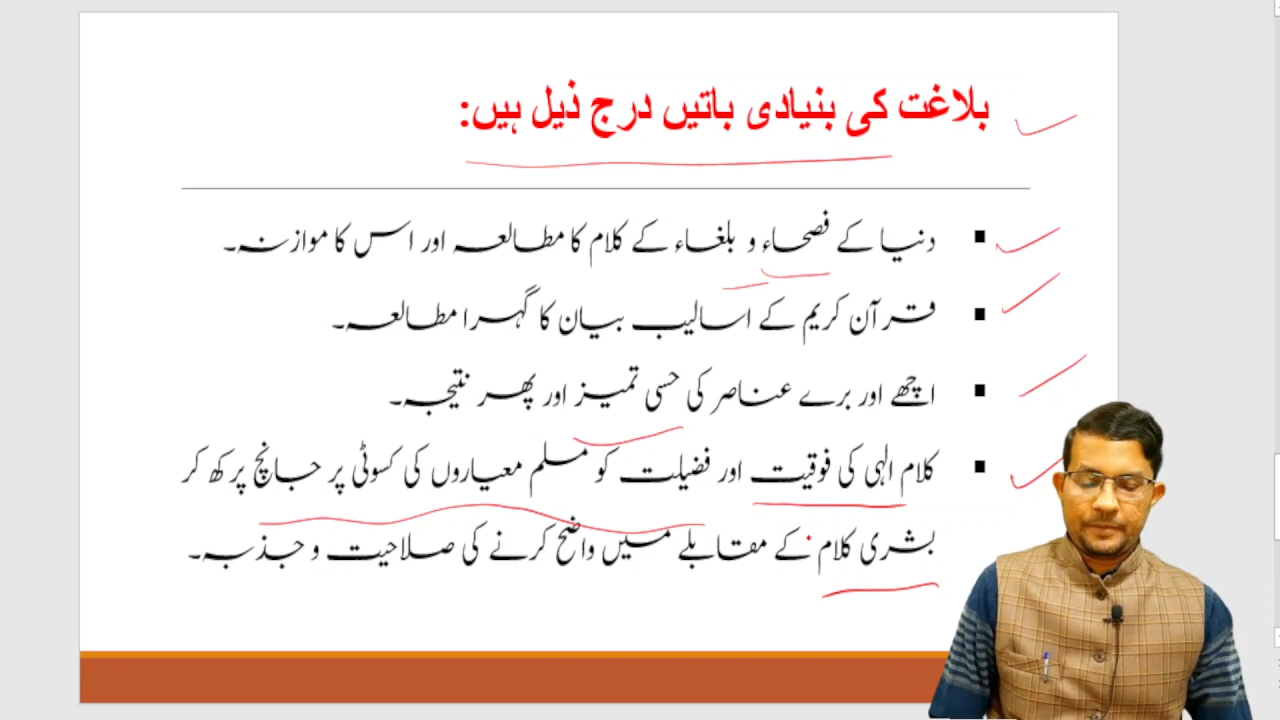 بلاغت کی بنیادی باتیں درج ذیل ہیں:
▪ دنیا کے فصحاء و بلغاء کے کلام کا مطالعہ اور اس کا موازنہ۔
▪ قرآن کریم کے اسالیب بیان کا گہرا مطالعہ۔
▪ اچھے اور برے عناصر کی حسی تمیز اور پھر نتیجہ۔
▪ کلام الٰہی کی فوقیت اور فضیلت کو مسلم معیاروں کی کسوٹی پر جانچ پرکھ کر
بشری کلام کے مقابلے میں واضح کرنے کی صلاحیت و جذبہ۔